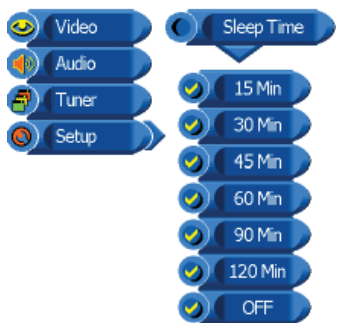 Video
Audio
Tuner
Setup
Sleep Time
15 Min
30 Min
45 Min
60 Min
90 Min
120 Min
OFF